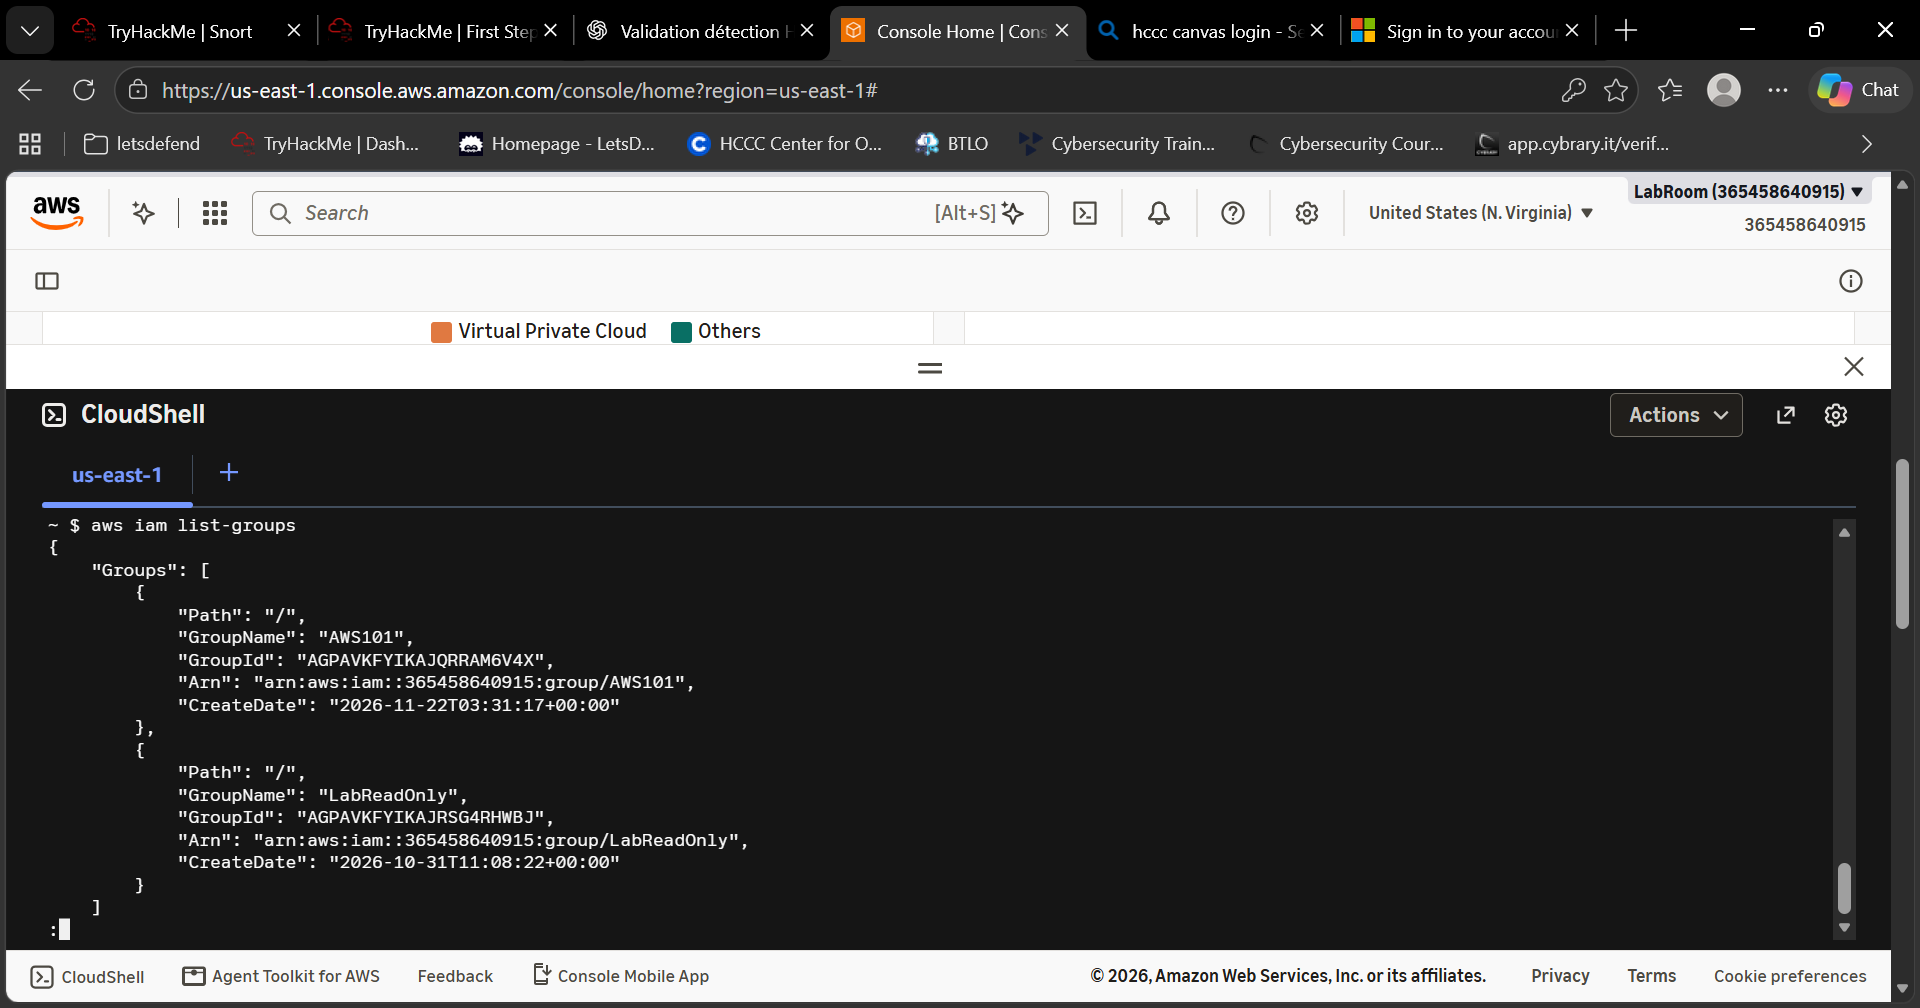 TryHackMe | Snort
TryHackMe | First Step
Validation détection
Console Home | Cons
hccc canvas login - Se
Sign in to your accou
https://us-east-1.console.aws.amazon.com/console/home?region=us-east-1#
Chat
letsdefend
TryHackMe | Dash...
Homepage - LetsD...
HCCC Center for O...
BTLO
Cybersecurity Train...
Cybersecurity Cour...
app.cybrary.it/verif...
aws
Search
[Alt+S]
United States (N. Virginia)
LabRoom (365458640915)
365458640915
Virtual Private Cloud
Others
CloudShell
Actions
us-east-1
~ $ aws iam list-groups
{
    "Groups": [
        {
            "Path": "/",
            "GroupName": "AWS101",
            "GroupId": "AGPAVKFYIKAJQRRAM6V4X",
            "Arn": "arn:aws:iam::365458640915:group/AWS101",
            "CreateDate": "2026-11-22T03:31:17+00:00"
        },
        {
            "Path": "/",
            "GroupName": "LabReadOnly",
            "GroupId": "AGPAVKFYIKAJRSG4RHWBJ",
            "Arn": "arn:aws:iam::365458640915:group/LabReadOnly",
            "CreateDate": "2026-10-31T11:08:22+00:00"
        }
    ]
:
CloudShell
Agent Toolkit for AWS
Feedback
Console Mobile App
© 2026, Amazon Web Services, Inc. or its affiliates.
Privacy
Terms
Cookie preferences